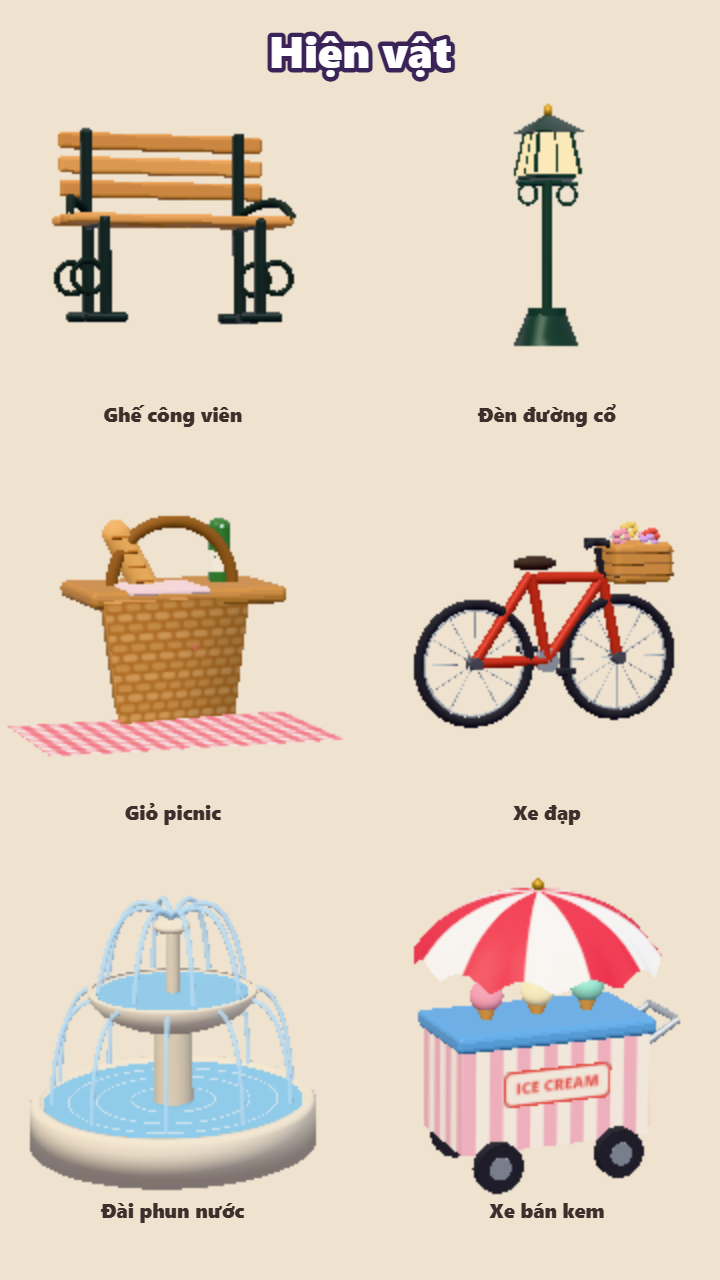 Hiện vật
Ghế công viên
Đèn đường cổ
Giỏ picnic
Xe đạp
ICE CREAM
Đài phun nước
Xe bán kem